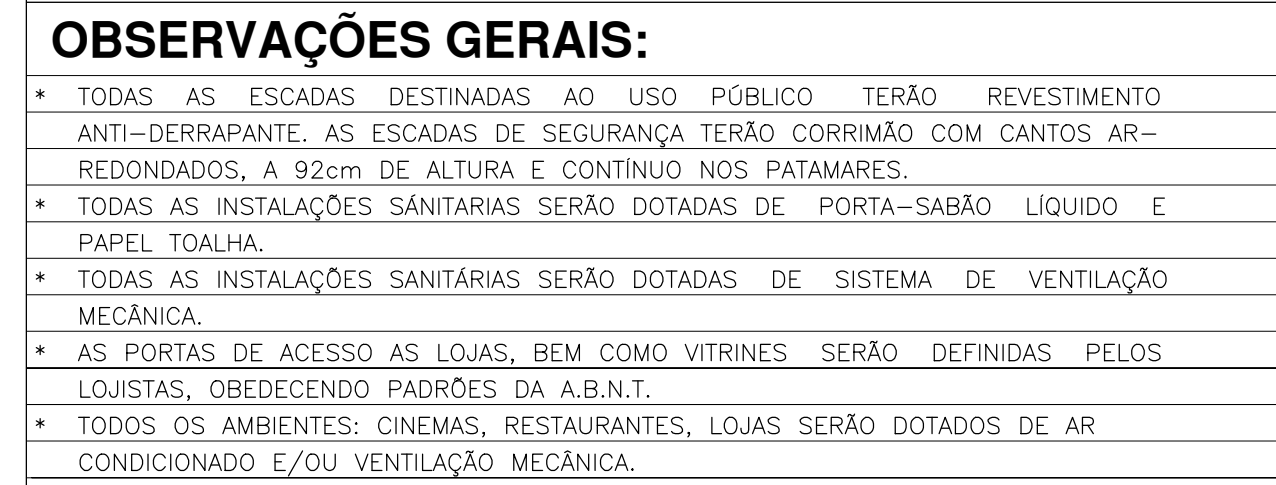 OBSERVAÇÕES GERAIS:
* TODAS AS ESCADAS DESTINADAS AO USO PÚBLICO TERÃO REVESTIMENTO
ANTI-DERRAPANTE. AS ESCADAS DE SEGURANÇA TERÃO CORRIMÃO COM CANTOS AR-
REDONDADOS, A 92cm DE ALTURA E CONTÍNUO NOS PATAMARES.
* TODAS AS INSTALAÇÕES SÁNITARIAS SERÃO DOTADAS DE PORTA-SABÃO LÍQUIDO E
PAPEL TOALHA.
* TODAS AS INSTALAÇÕES SANITÁRIAS SERÃO DOTADAS DE SISTEMA DE VENTILAÇÃO
MECÂNICA.
* AS PORTAS DE ACESSO AS LOJAS, BEM COMO VITRINES SERÃO DEFINIDAS PELOS
LOJISTAS, OBEDECENDO PADRÕES DA A.B.N.T.
* TODOS OS AMBIENTES: CINEMAS, RESTAURANTES, LOJAS SERÃO DOTADOS DE AR
CONDICIONADO E/OU VENTILAÇÃO MECÂNICA.